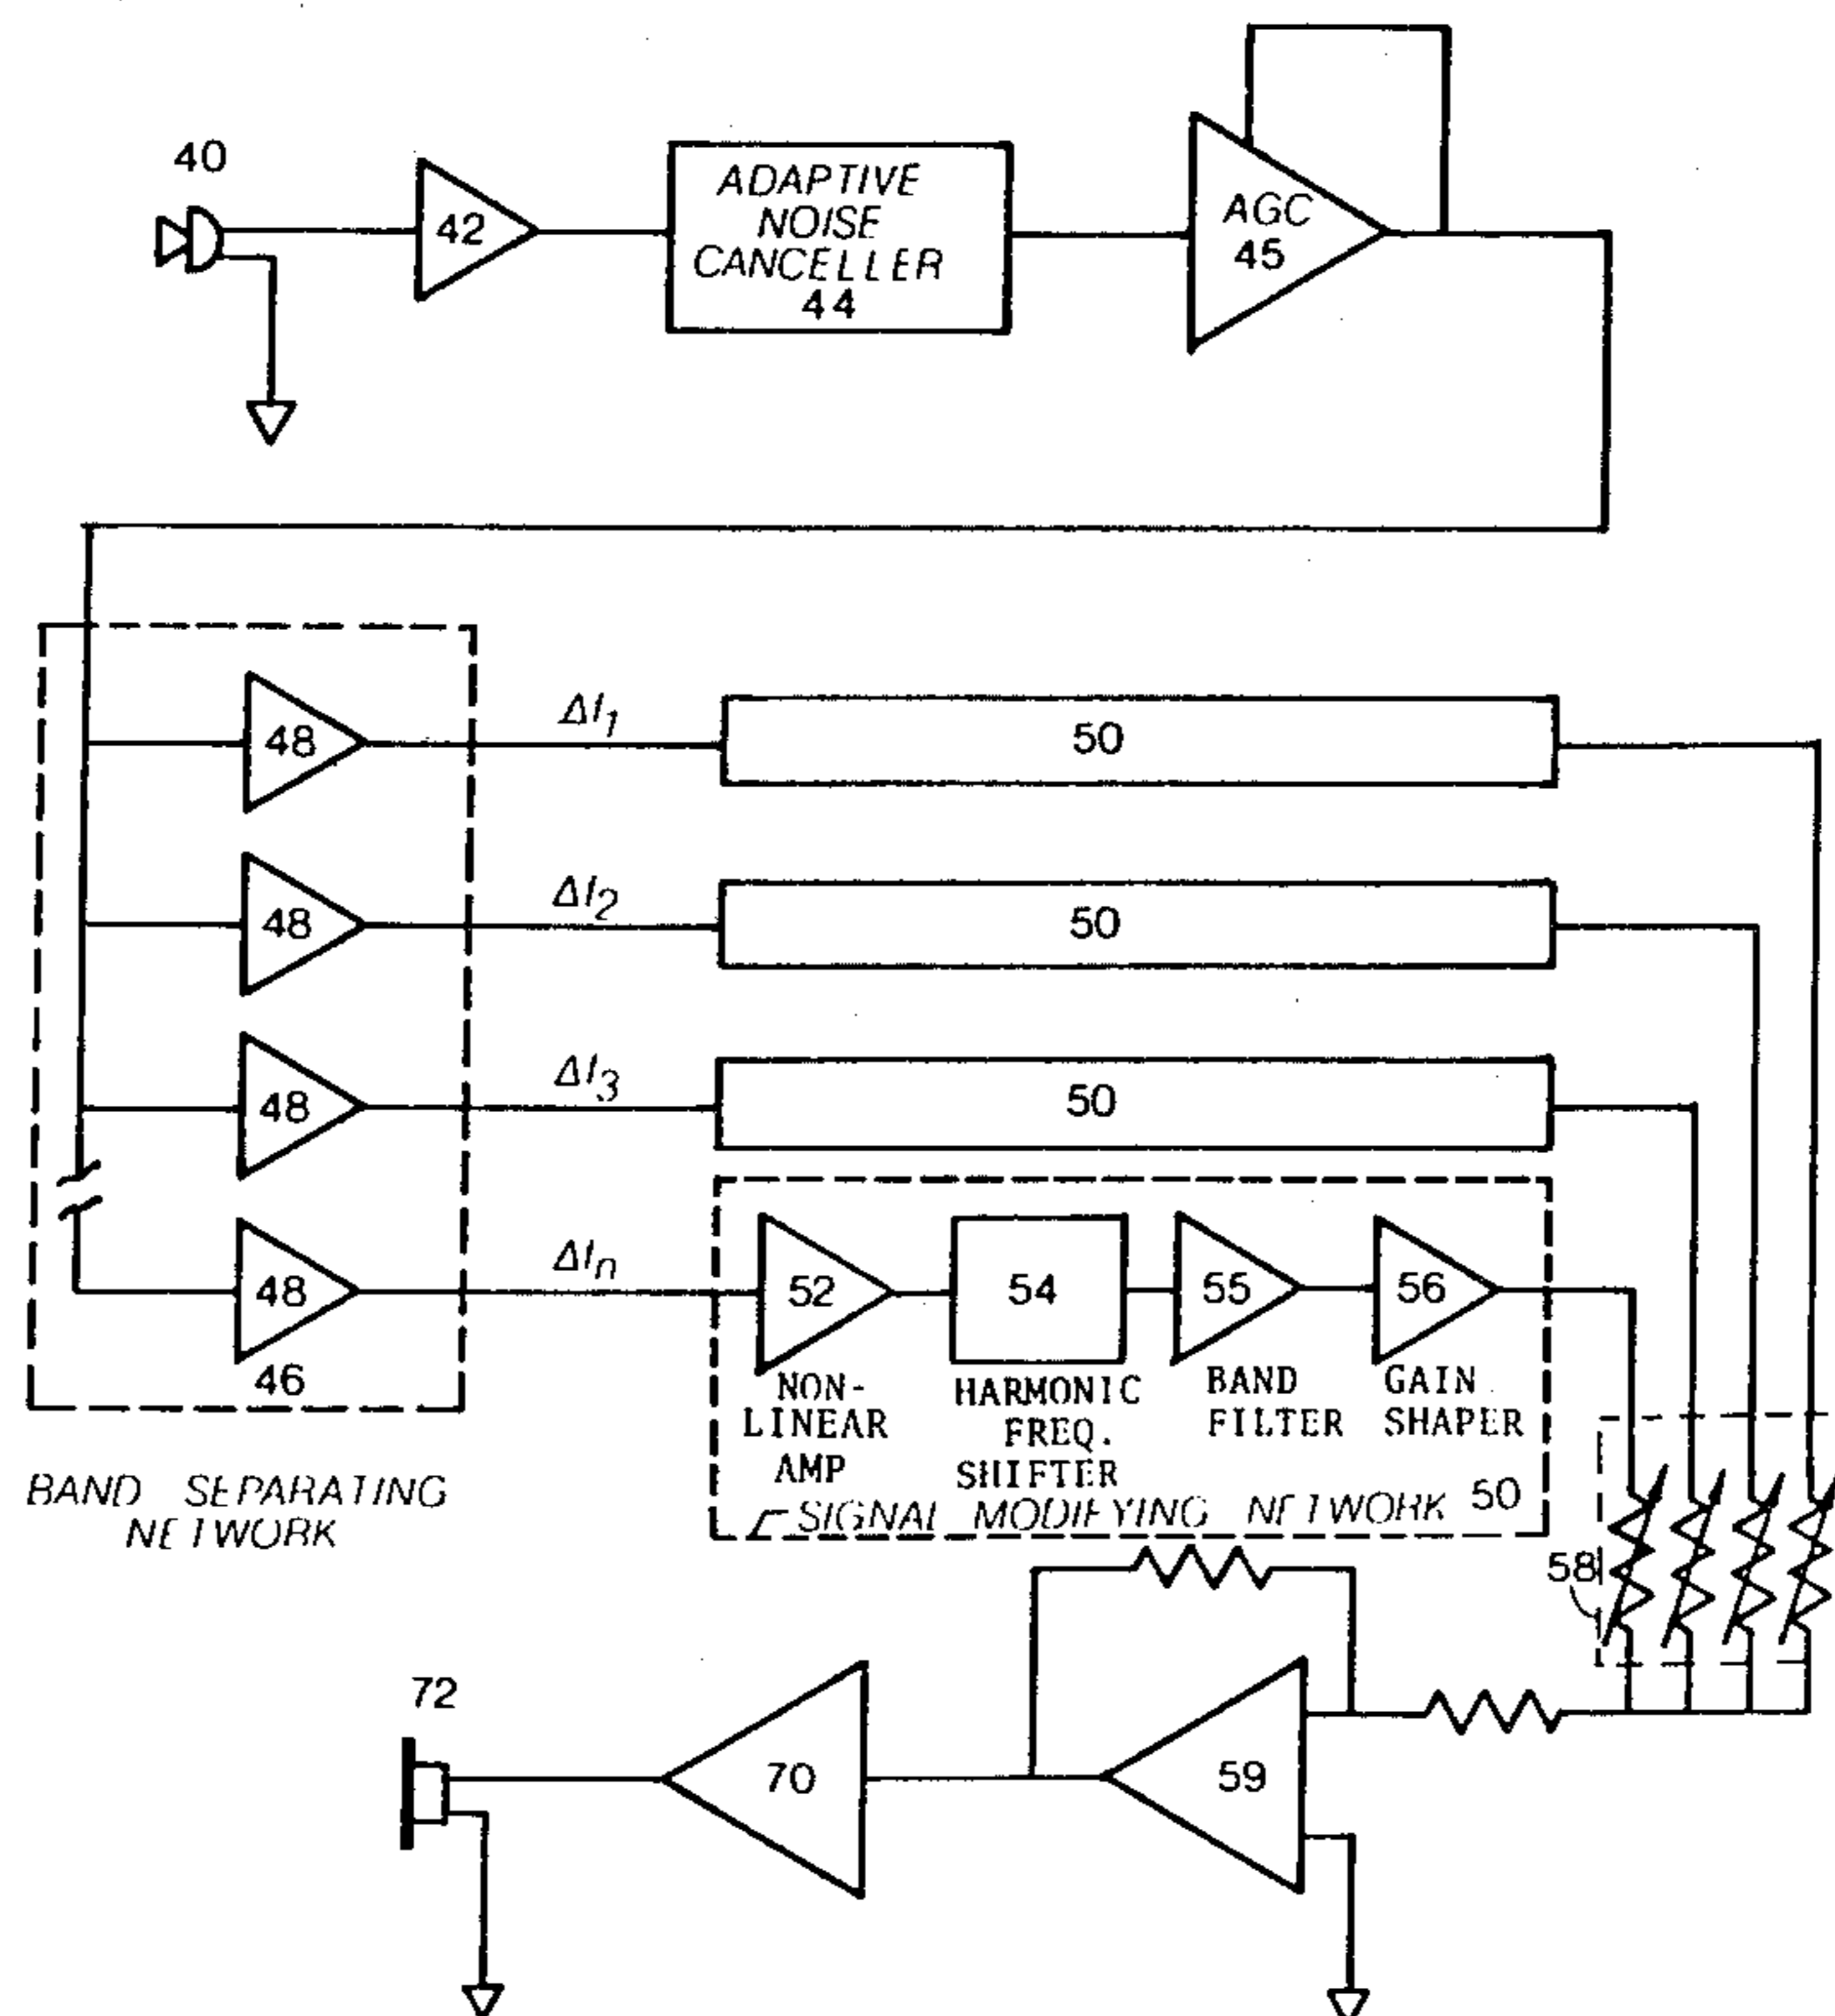 40
42
ADAPTIVE
NOISE
CANCELLER
44
AGC
45
48
ΔI1
50
48
ΔI2
50
48
ΔI3
50
48
46
ΔIn
52
54
55
56
NON-
LINEAR
AMP
HARMONIC
FREQ.
SHIFTER
BAND
FILTER
GAIN
SHAPER
BAND SEPARATING
NETWORK
SIGNAL MODIFYING NETWORK 50
58
72
70
59